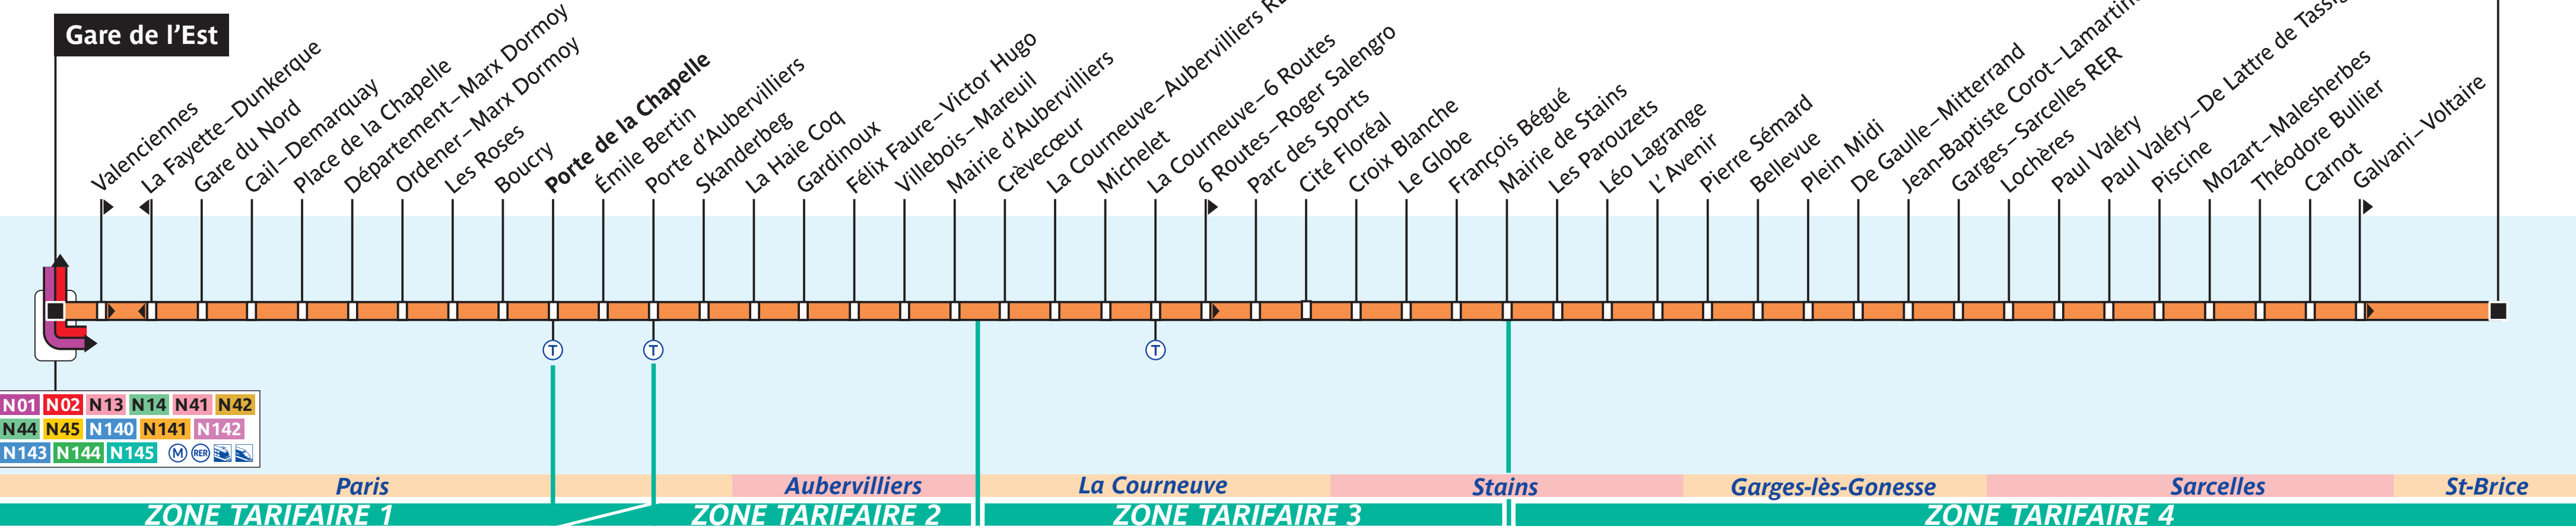 Gare de l'Est
Valenciennes
La Fayette – Dunkerque
Gare du Nord
Cail – Demarquay
Place de la Chapelle
Département – Marx Dormoy
Ordener – Marx Dormoy
Les Roses
Boucry
Porte de la Chapelle
Émile Bertin
Porte d'Aubervilliers
Skanderbeg
La Haie Coq
Gardinoux
Félix Faure – Victor Hugo
Villebois – Mareuil
Mairie d'Aubervilliers
Crèvecœur
La Courneuve – Aubervilliers
Michelet
La Courneuve – 6 Routes
6 Routes – Roger Salengro
Parc des Sports
Cité Floréal
Croix Blanche
Le Globe
François Bégué
Mairie de Stains
Les Parouzets
Léo Lagrange
L' Avenir
Pierre Sémard
Bellevue
Plein Midi
De Gaulle – Mitterrand
Jean-Baptiste Corot – Lamartine
Garges – Sarcelles RER
Lochères
Paul Valéry
Paul Valéry – De Lattre de
Piscine
Mozart – Malesherbes
Théodore Bullier
Carnot
Galvani – Voltaire
T T T
N01 N02 N13 N14 N41 N42
N44 N45 N140 N141 N142
N143 N144 N145 M RER
Paris Aubervilliers La Courneuve Stains Garges-lès-Gonesse Sarcelles St-Brice
ZONE TARIFAIRE 1 ZONE TARIFAIRE 2 ZONE TARIFAIRE 3 ZONE TARIFAIRE 4